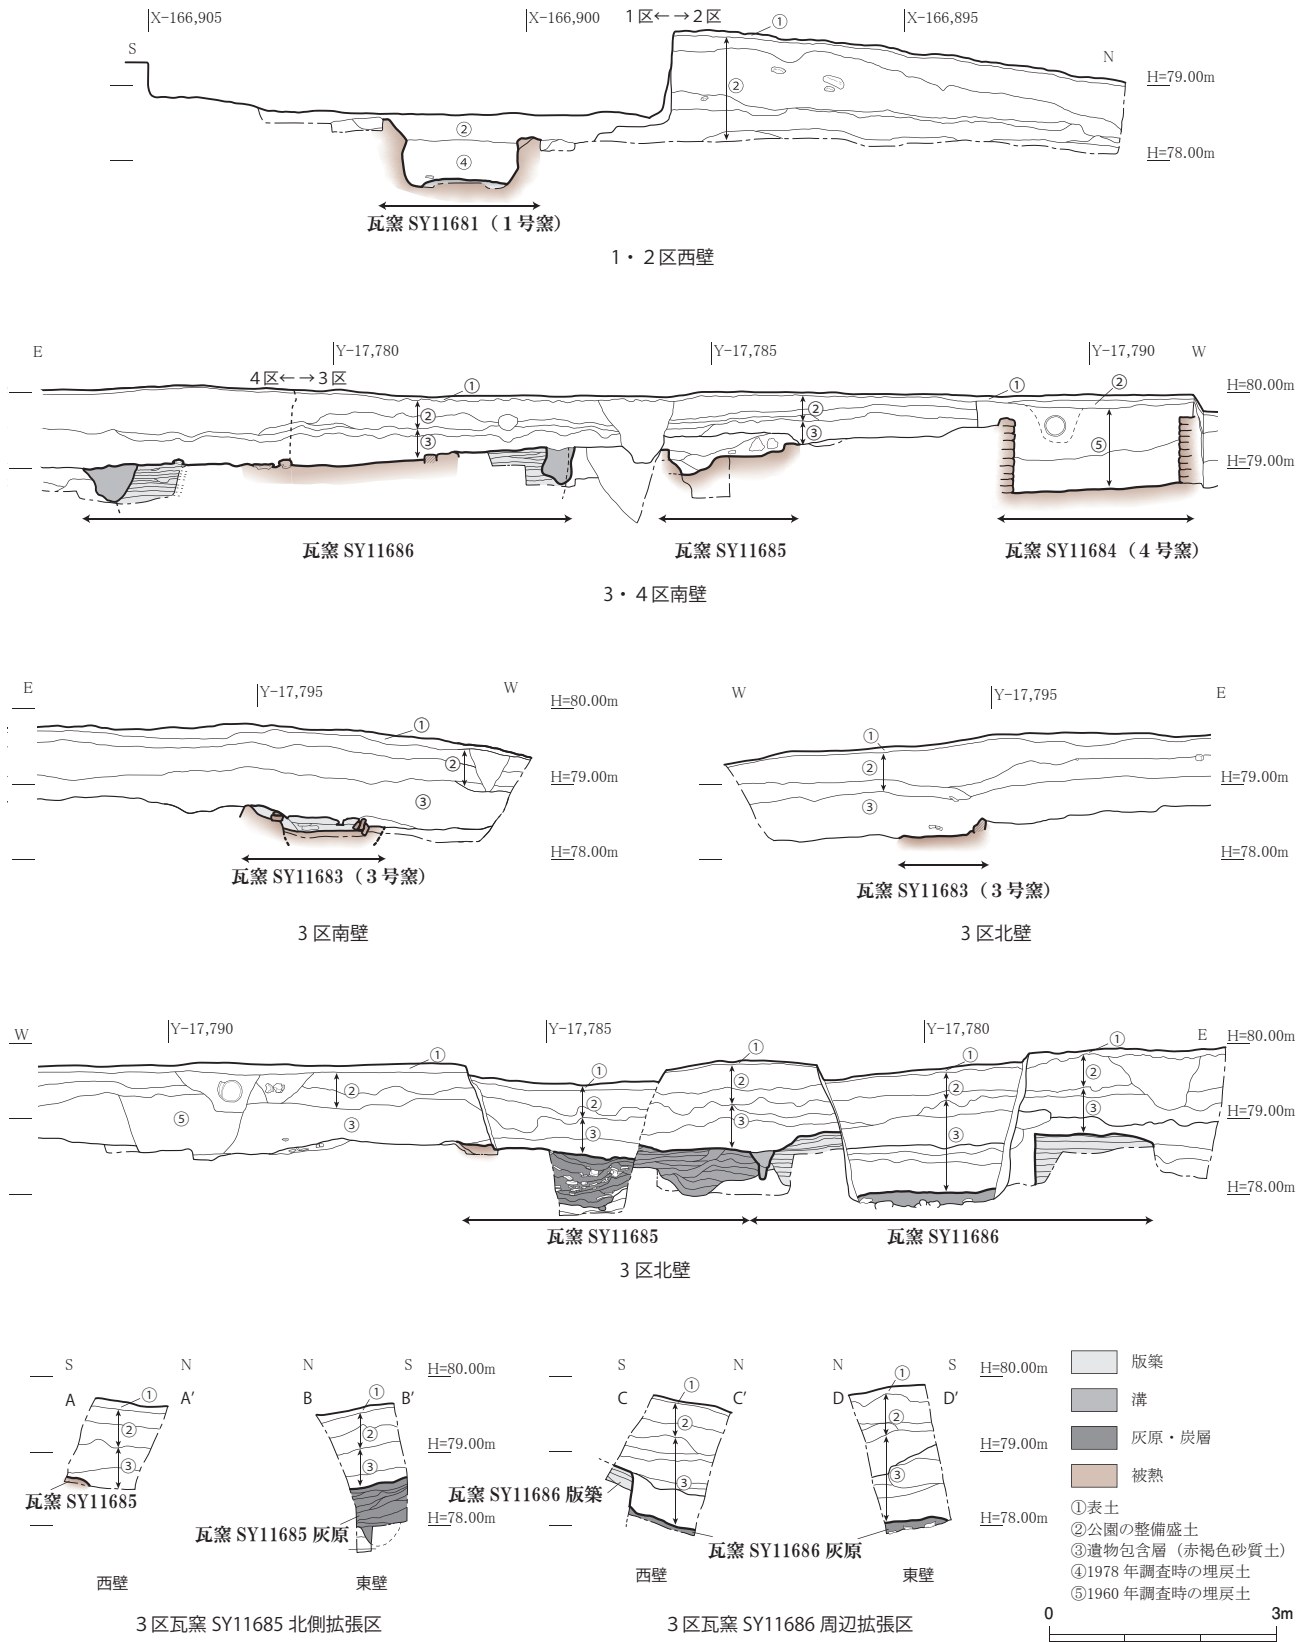 X−166,905 X−166,900 1区←→2区 X−166,895
①
S N
H=79.00m
②
②
④
H=78.00m
瓦窯 SY11681（１号窯）
1・２区西壁
E Y−17,780 Y−17,785 Y−17,790 W
4区←→3区 ① ① ② H=80.00m
② ②
③ ③ ⑤
H=79.00m
瓦窯 SY11686 瓦窯 SY11685 瓦窯 SY11684（４号窯）
3・４区南壁
E Y−17,795 W H=80.00m W Y−17,795 E
① ①
② H=79.00m ② H=79.00m
③ ③
H=78.00m H=78.00m
瓦窯 SY11683（３号窯） 瓦窯 SY11683（３号窯）
3区南壁 3区北壁
W Y−17,790 Y−17,785 Y−17,780 E H=80.00m
① ① ① ① ①
② ② ② ② ②
⑤ ③ ③ ③ ③ ③ H=79.00m
H=78.00m
瓦窯 SY11685 瓦窯 SY11686
3区北壁
S N N S H=80.00m S N N S H=80.00m
A ① A′ B ① B′ C ① C′ D ① D′
② ② H=79.00m ② ② H=79.00m
③ ③ ③ ③
瓦窯 SY11685 H=78.00m 瓦窯 SY11686 版築 H=78.00m
瓦窯 SY11685 灰原 瓦窯 SY11686 灰原
西壁 東壁 西壁 東壁
3区瓦窯 SY11685 北側拡張区 3区瓦窯 SY11686 周辺拡張区
版築
溝
灰原・炭層
被熱
①表土
②公園の整備盛土
③遺物包含層（赤褐色砂質土）
④1978 年調査時の埋戻土
⑤1960 年調査時の埋戻土
0 3m